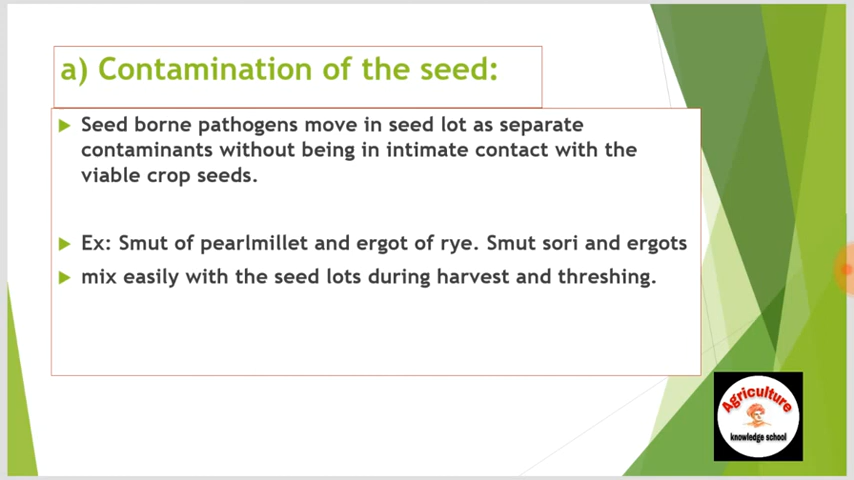 a) Contamination of the seed:
Seed borne pathogens move in seed lot as separate
contaminants without being in intimate contact with the
viable crop seeds.
Ex: Smut of pearlmillet and ergot of rye. Smut sori and ergots
mix easily with the seed lots during harvest and threshing.
Agriculture
knowledge school